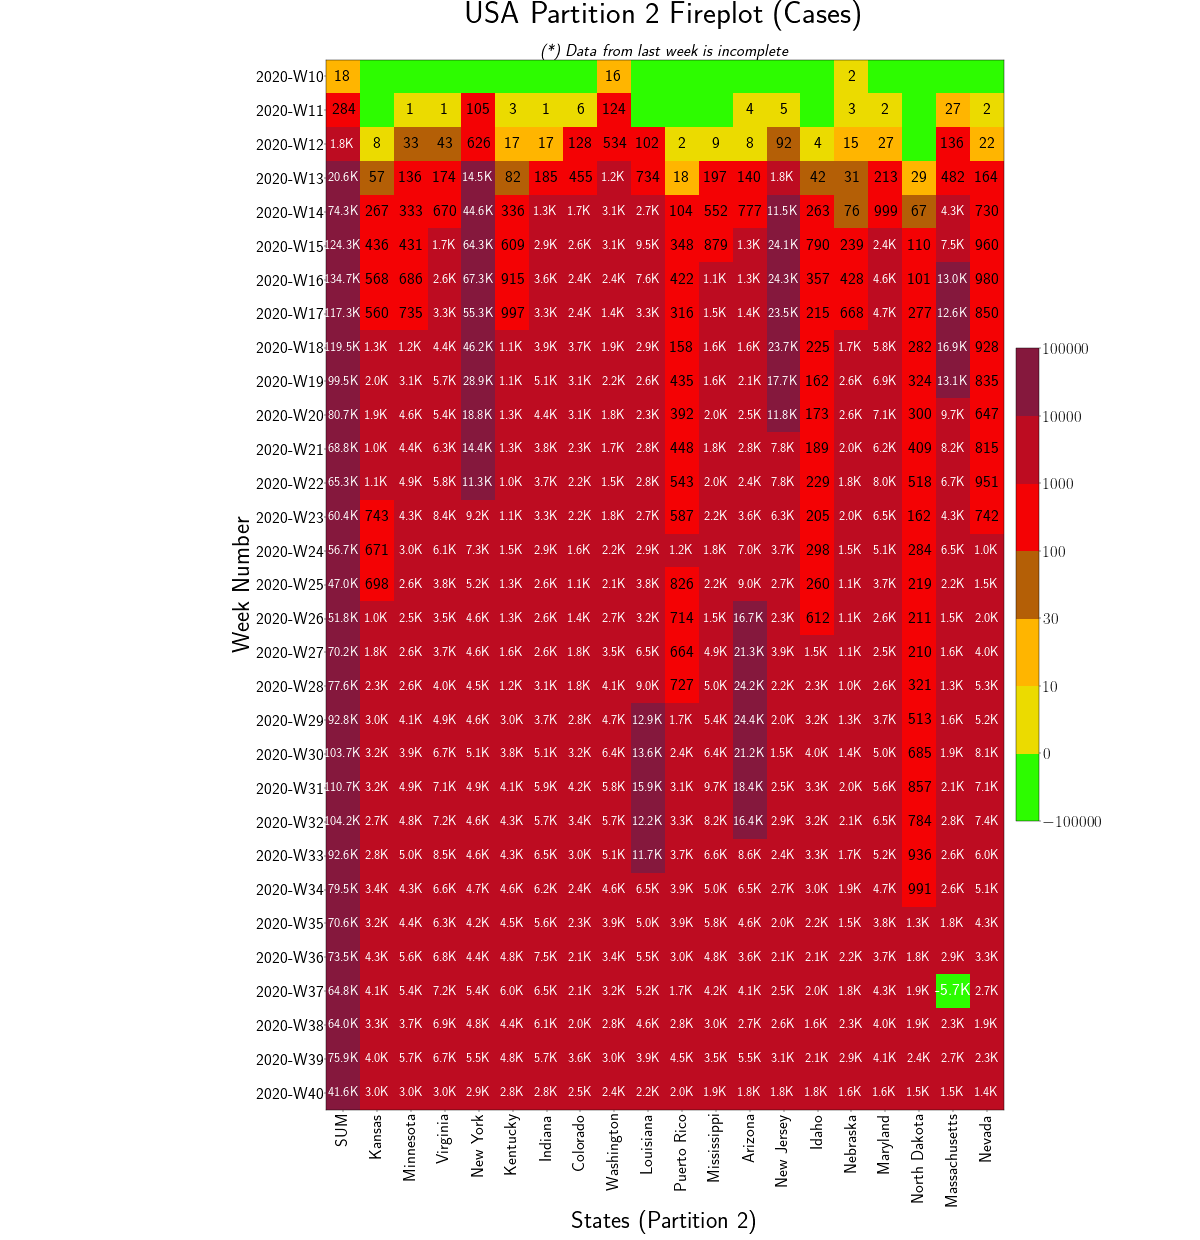 USA Partition 2 Fireplot (Cases)
(*) Data from last week is incomplete
2020-W10 18 16 2
2020-W11 284 1 1 105 3 1 6 124 4 5 3 2 27 2
2020-W12 1.8K 8 33 43 626 17 17 128 534 102 2 9 8 92 4 15 27 136 22
2020-W13 20.6K 57 136 174 14.5K 82 185 455 1.2K 734 18 197 140 1.8K 42 31 213 29 482 164
2020-W14 74.3K 267 333 670 44.6K 336 1.3K 1.7K 3.1K 2.7K 104 552 777 11.5K 263 76 999 67 4.3K 730
2020-W15 124.3K 436 431 1.7K 64.3K 609 2.9K 2.6K 3.1K 9.5K 348 879 1.3K 24.1K 790 239 2.4K 110 7.5K 960
2020-W16 134.7K 568 686 2.6K 67.3K 915 3.6K 2.4K 2.4K 7.6K 422 1.1K 1.3K 24.3K 357 428 4.6K 101 13.0K 980
2020-W17 117.3K 560 735 3.3K 55.3K 997 3.3K 2.4K 1.4K 3.3K 316 1.5K 1.4K 23.5K 215 668 4.7K 277 12.6K 850
2020-W18 119.5K 1.3K 1.2K 4.4K 46.2K 1.1K 3.9K 3.7K 1.9K 2.9K 158 1.6K 1.6K 23.7K 225 1.7K 5.8K 282 16.9K 928
2020-W19 99.5K 2.0K 3.1K 5.7K 28.9K 1.1K 5.1K 3.1K 2.2K 2.6K 435 1.6K 2.1K 17.7K 162 2.6K 6.9K 324 13.1K 835
2020-W20 80.7K 1.9K 4.6K 5.4K 18.8K 1.3K 4.4K 3.1K 1.8K 2.3K 392 2.0K 2.5K 11.8K 173 2.6K 7.1K 300 9.7K 647
2020-W21 68.8K 1.0K 4.4K 6.3K 14.4K 1.3K 3.8K 2.3K 1.7K 2.8K 448 1.8K 2.8K 7.8K 189 2.0K 6.2K 409 8.2K 815
2020-W22 65.3K 1.1K 4.9K 5.8K 11.3K 1.0K 3.7K 2.2K 1.5K 2.8K 543 2.0K 2.4K 7.8K 229 1.8K 8.0K 518 6.7K 951
2020-W23 60.4K 743 4.3K 8.4K 9.2K 1.1K 3.3K 2.2K 1.8K 2.7K 587 2.2K 3.6K 6.3K 205 2.0K 6.5K 162 4.3K 742
2020-W24 56.7K 671 3.0K 6.1K 7.3K 1.5K 2.9K 1.6K 2.2K 2.9K 1.2K 1.8K 7.0K 3.7K 298 1.5K 5.1K 284 6.5K 1.0K
2020-W25 47.0K 698 2.6K 3.8K 5.2K 1.3K 2.6K 1.1K 2.1K 3.8K 826 2.2K 9.0K 2.7K 260 1.1K 3.7K 219 2.2K 1.5K
2020-W26 51.8K 1.0K 2.5K 3.5K 4.6K 1.3K 2.6K 1.4K 2.7K 3.2K 714 1.5K 16.7K 2.3K 612 1.1K 2.6K 211 1.5K 2.0K
2020-W27 70.2K 1.8K 2.6K 3.7K 4.6K 1.6K 2.6K 1.8K 3.5K 6.5K 664 4.9K 21.3K 3.9K 1.5K 1.1K 2.5K 210 1.6K 4.0K
2020-W28 77.6K 2.3K 2.6K 4.0K 4.5K 1.2K 3.1K 1.8K 4.1K 9.0K 727 5.0K 24.2K 2.2K 2.3K 1.0K 2.6K 321 1.3K 5.3K
2020-W29 92.8K 3.0K 4.1K 4.9K 4.6K 3.0K 3.7K 2.8K 4.7K 12.9K 1.7K 5.4K 24.4K 2.0K 3.2K 1.3K 3.7K 513 1.6K 5.2K
2020-W30 103.7K 3.2K 3.9K 6.7K 5.1K 3.8K 5.1K 3.2K 6.4K 13.6K 2.4K 6.4K 21.2K 1.5K 4.0K 1.4K 5.0K 685 1.9K 8.1K
2020-W31 110.7K 3.2K 4.9K 7.1K 4.9K 4.1K 5.9K 4.2K 5.8K 15.9K 3.1K 9.7K 18.4K 2.5K 3.3K 2.0K 5.6K 857 2.1K 7.1K
2020-W32 104.2K 2.7K 4.8K 7.2K 4.6K 4.3K 5.7K 3.4K 5.7K 12.2K 3.3K 8.2K 16.4K 2.9K 3.2K 2.1K 6.5K 784 2.8K 7.4K
2020-W33 92.6K 2.8K 5.0K 8.5K 4.6K 4.3K 6.5K 3.0K 5.1K 11.7K 3.7K 6.6K 8.6K 2.4K 3.3K 1.7K 5.2K 936 2.6K 6.0K
2020-W34 79.5K 3.4K 4.3K 6.6K 4.7K 4.6K 6.2K 2.4K 4.6K 6.5K 3.9K 5.0K 6.5K 2.7K 3.0K 1.9K 4.7K 991 2.6K 5.1K
2020-W35 70.6K 3.2K 4.4K 6.3K 4.2K 4.5K 5.6K 2.3K 3.9K 5.0K 3.9K 5.8K 4.6K 2.0K 2.2K 1.5K 3.8K 1.3K 1.8K 4.3K
2020-W36 73.5K 4.3K 5.6K 6.8K 4.4K 4.8K 7.5K 2.1K 3.4K 5.5K 3.0K 4.8K 3.6K 2.1K 2.1K 2.2K 3.7K 1.8K 2.9K 3.3K
2020-W37 64.8K 4.1K 5.4K 7.2K 5.4K 6.0K 6.5K 2.1K 3.2K 5.2K 1.7K 4.2K 4.1K 2.5K 2.0K 1.8K 4.3K 1.9K -5.7K 2.7K
2020-W38 64.0K 3.3K 3.7K 6.9K 4.8K 4.4K 6.1K 2.0K 2.8K 4.6K 2.8K 3.0K 2.7K 2.6K 1.6K 2.3K 4.0K 1.9K 2.3K 1.9K
2020-W39 75.9K 4.0K 5.7K 6.7K 5.5K 4.8K 5.7K 3.6K 3.0K 3.9K 4.5K 3.5K 5.5K 3.1K 2.1K 2.9K 4.1K 2.4K 2.7K 2.3K
2020-W40 41.6K 3.0K 3.0K 3.0K 2.9K 2.8K 2.8K 2.5K 2.4K 2.2K 2.0K 1.9K 1.8K 1.8K 1.8K 1.6K 1.6K 1.5K 1.5K 1.4K
SUM Kansas Minnesota Virginia New York Kentucky Indiana Colorado Washington Louisiana Puerto Rico Mississippi Arizona New Jersey Idaho Nebraska Maryland North Dakota Massachusetts Nevada
States (Partition 2)
Week Number
100000
10000
1000
100
30
10
0
−100000